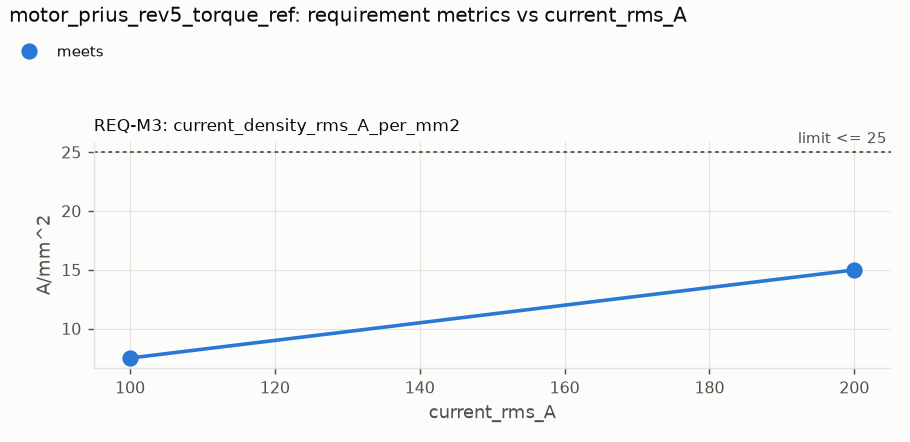 motor_prius_rev5_torque_ref: requirement metrics vs current_rms_A
meets
REQ-M3: current_density_rms_A_per_mm2
limit <= 25
25
20
15
10
A/mm^2
100 120 140 160 180 200
current_rms_A